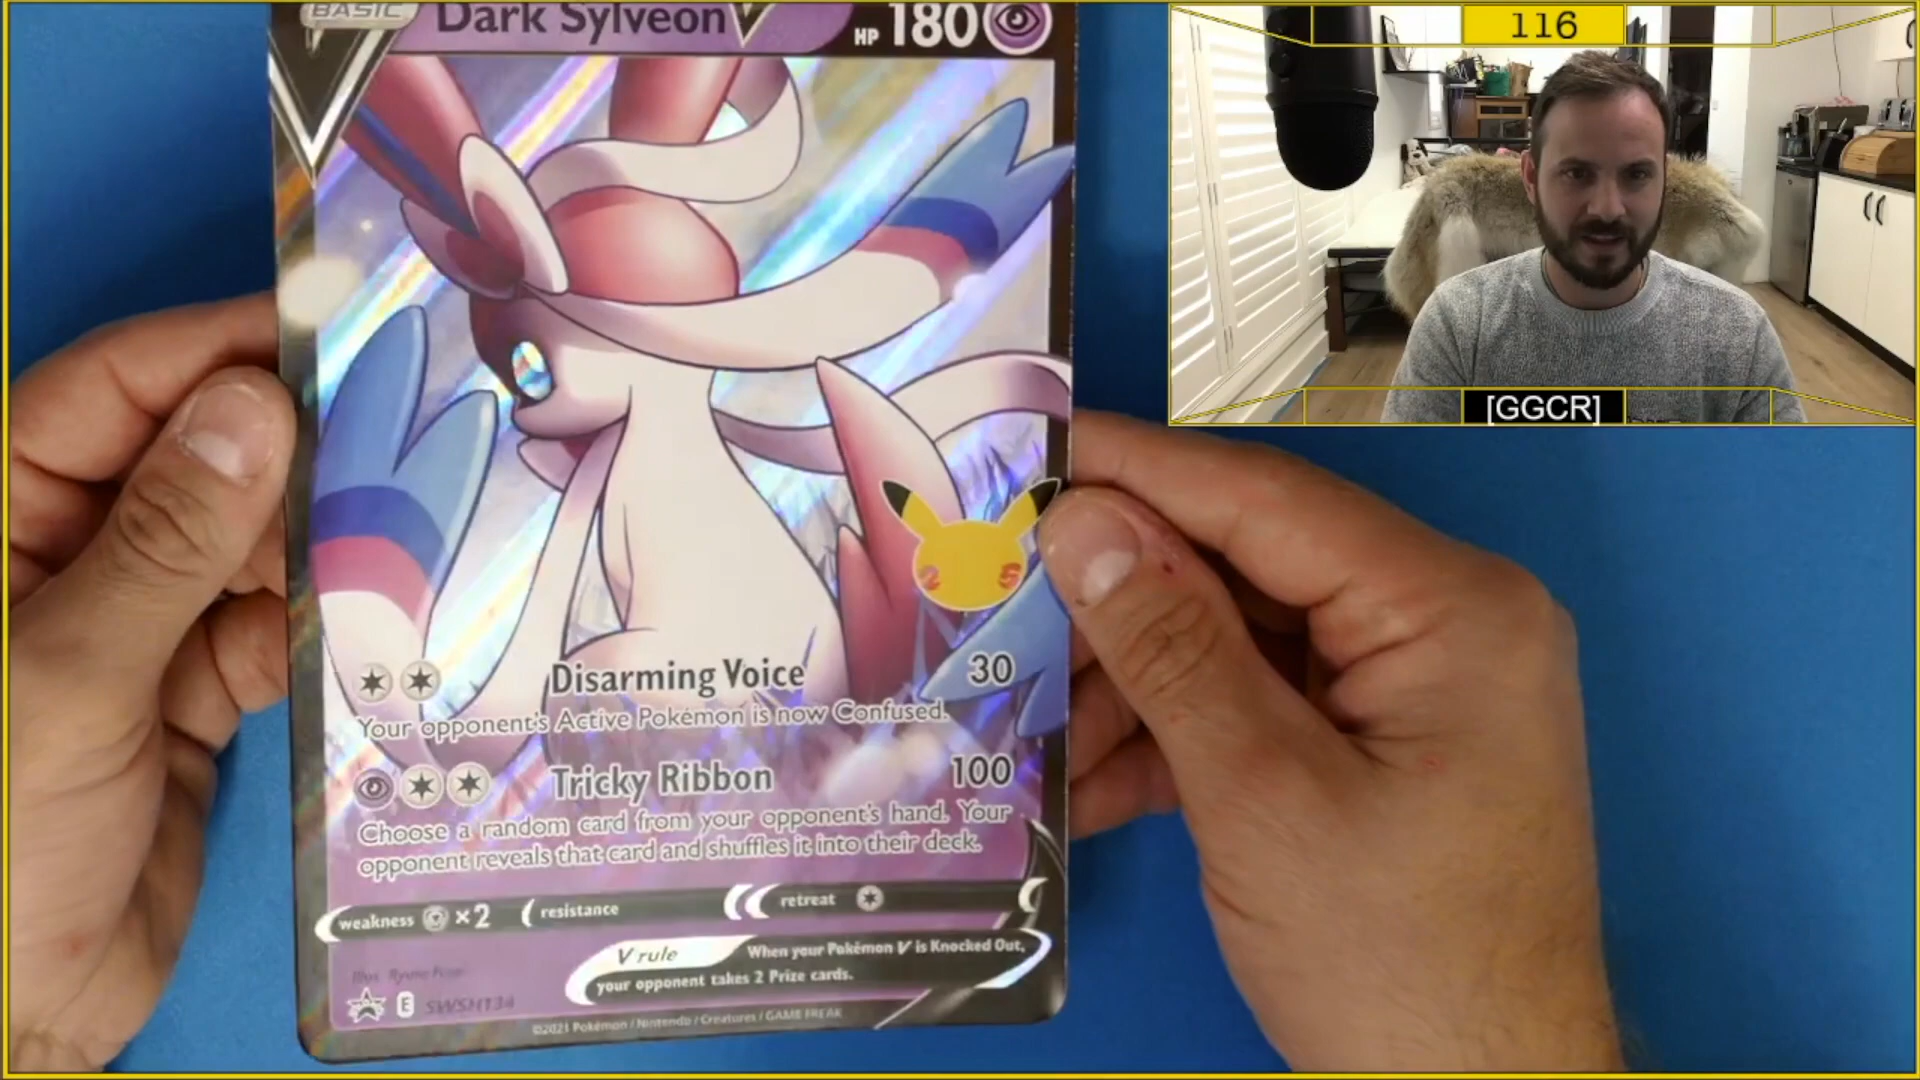 BASIC
Dark Sylveon V
HP 180
116
[GGCR]
25
Disarming Voice 30
Your opponent's Active Pokémon is now Confused.
Tricky Ribbon 100
Choose a random card from your opponent's hand. Your
opponent reveals that card and shuffles it into their deck.
weakness ×2 resistance retreat
V rule When your Pokémon V is Knocked Out,
your opponent takes 2 Prize cards.
Illus.
E SWSH134
©2021 Pokémon / Nintendo / Creatures / GAME FREAK